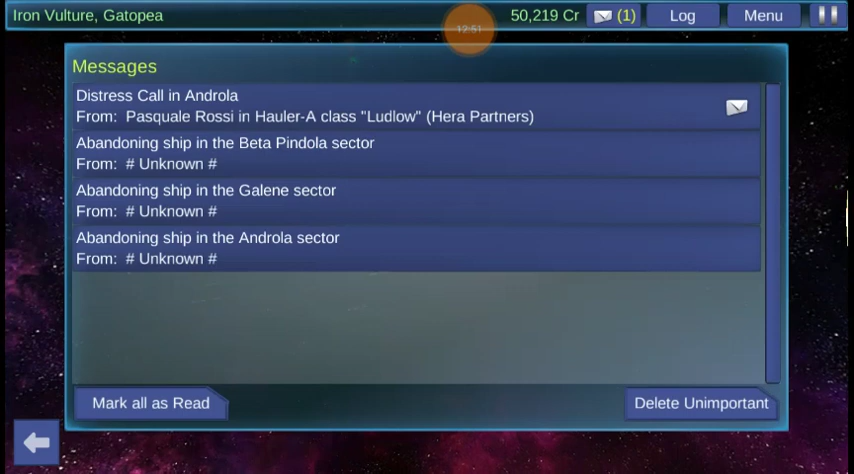 Iron Vulture, Gatopea
50,219 Cr
(1)
Log
Menu
12:51
Messages
Distress Call in Androla
From: Pasquale Rossi in Hauler-A class "Ludlow" (Hera Partners)
Abandoning ship in the Beta Pindola sector
From: # Unknown #
Abandoning ship in the Galene sector
From: # Unknown #
Abandoning ship in the Androla sector
From: # Unknown #
Mark all as Read
Delete Unimportant